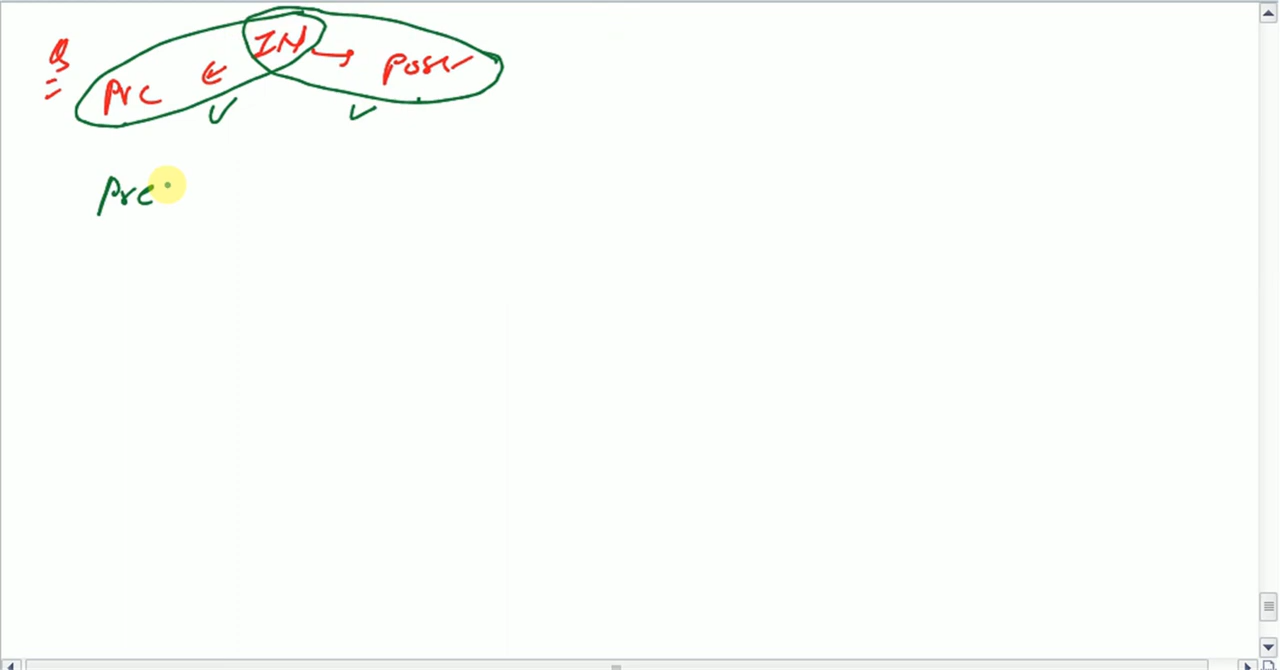 Q
Pre ← IN → Post
Pre